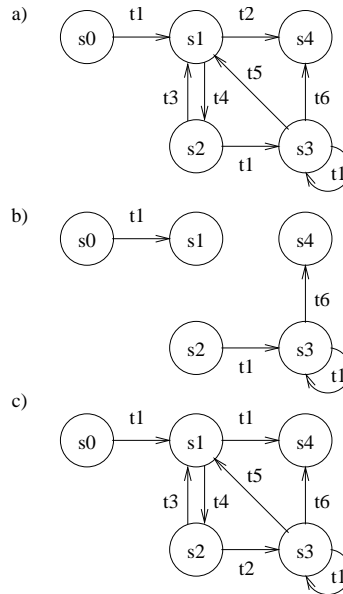 a)
t1 t2
s0 s1 s4
t5
t3 t4 t6
s2 s3
t1 t1
b)
t1
s0 s1 s4
t6
s2 s3
t1 t1
c)
t1 t1
s0 s1 s4
t5
t3 t4 t6
s2 s3
t2 t1